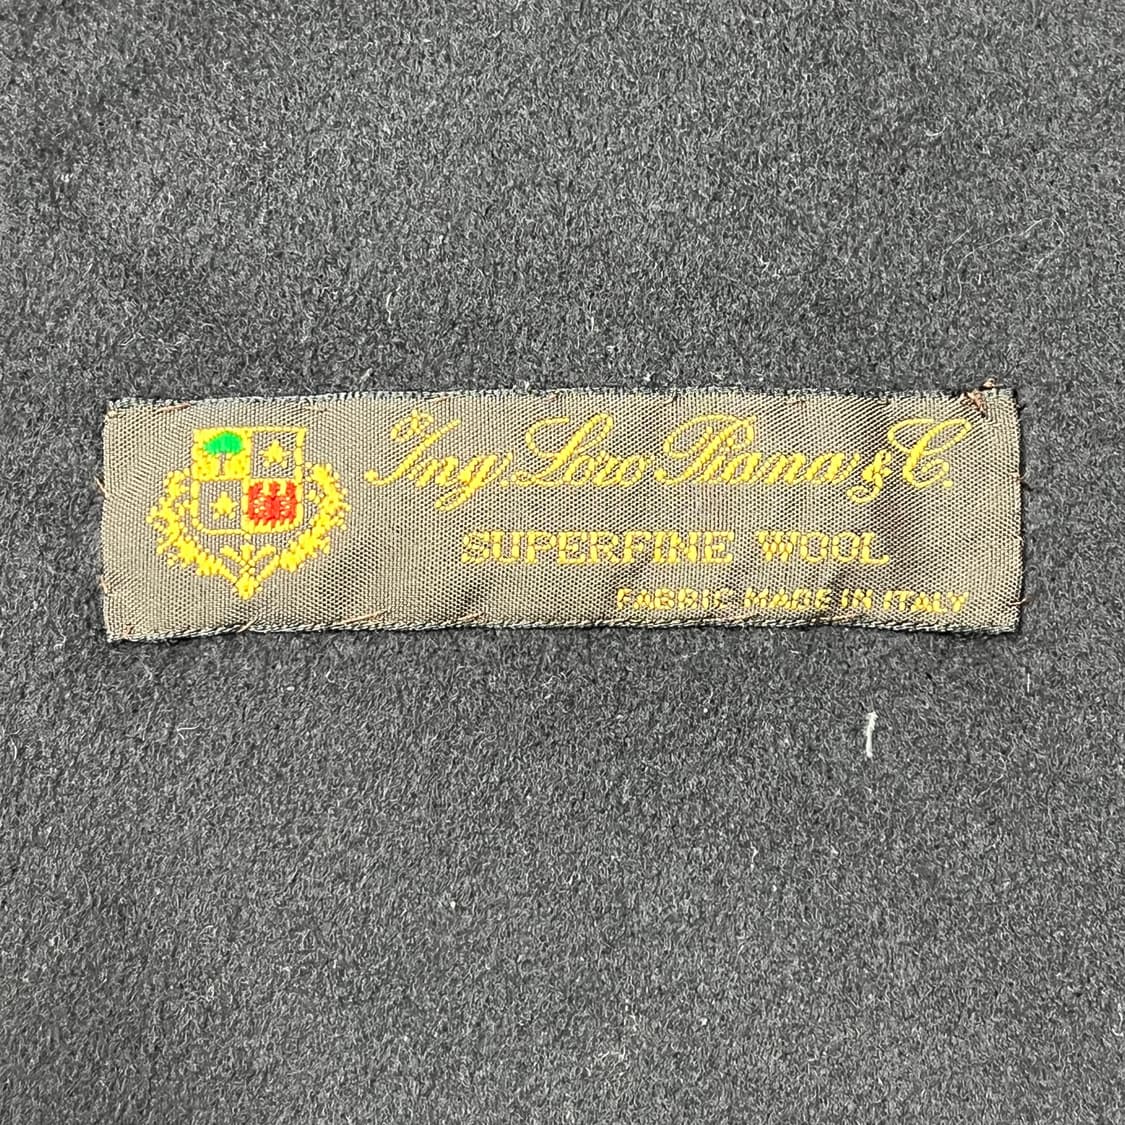 Ing. Loro Piana & C.
SUPERFINE WOOL
FABRIC MADE IN ITALY